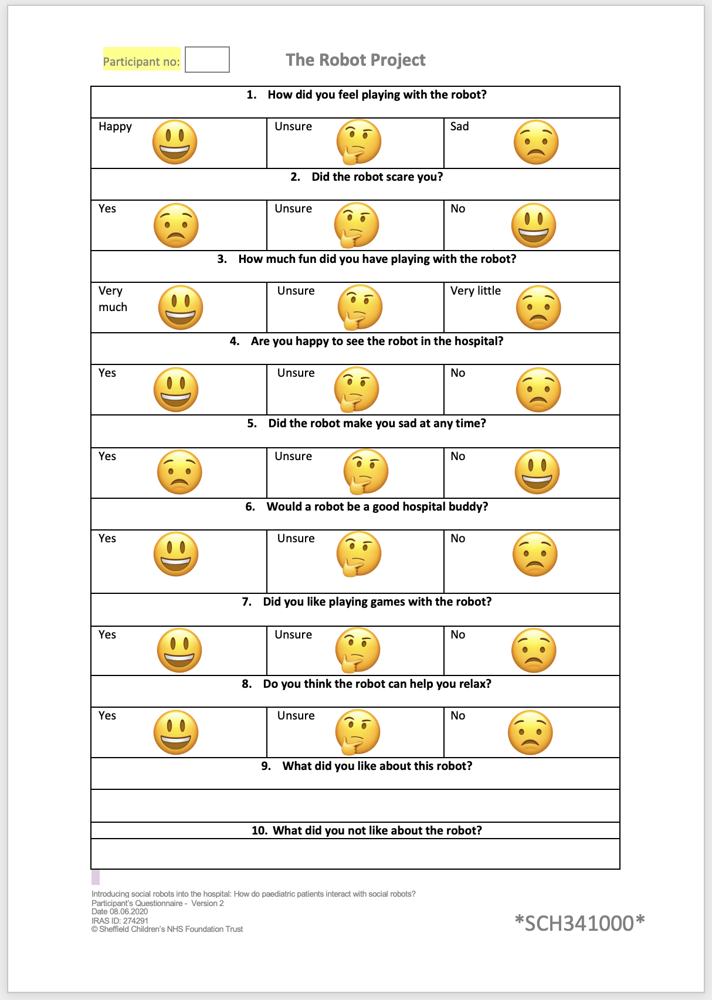 Participant no:
The Robot Project
1. How did you feel playing with the robot?
Happy Unsure Sad
2. Did the robot scare you?
Yes Unsure No
3. How much fun did you have playing with the robot?
Very much Unsure Very little
4. Are you happy to see the robot in the hospital?
Yes Unsure No
5. Did the robot make you sad at any time?
Yes Unsure No
6. Would a robot be a good hospital buddy?
Yes Unsure No
7. Did you like playing games with the robot?
Yes Unsure No
8. Do you think the robot can help you relax?
Yes Unsure No
9. What did you like about this robot?
10. What did you not like about the robot?
Introducing social robots into the hospital: How do paediatric patients interact with social robots?
Participant's Questionnaire - Version 2
Date 08.06.2020
IRAS ID: 274291
© Sheffield Children's NHS Foundation Trust
*SCH341000*